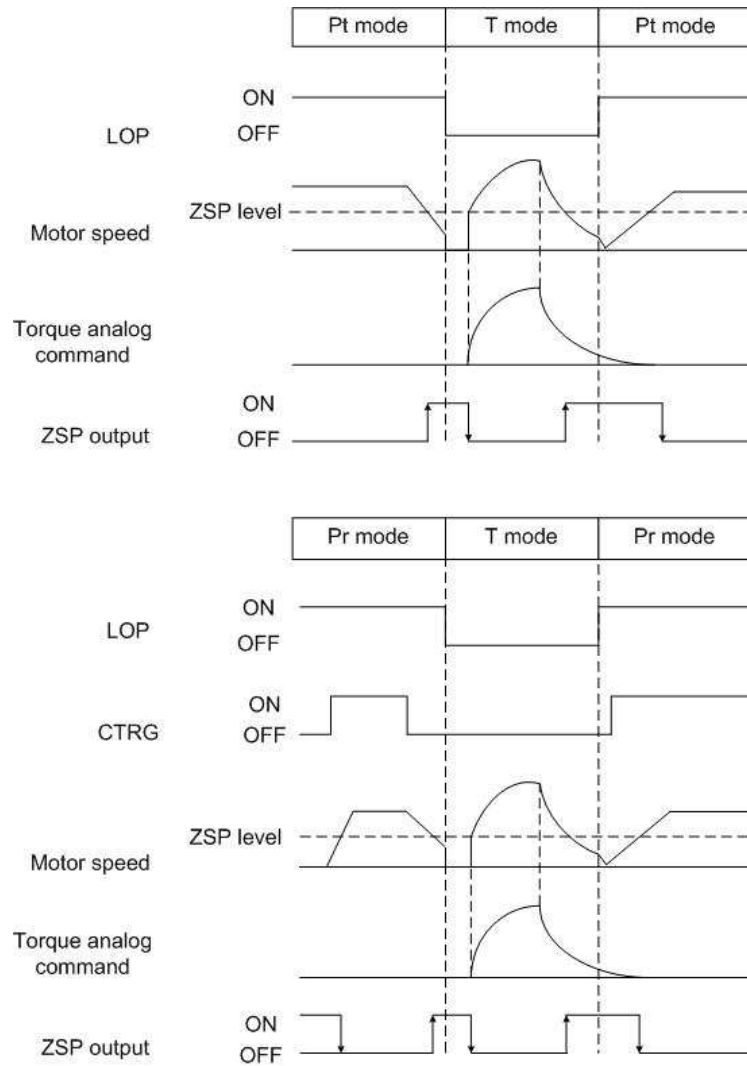 Pt mode T mode Pt mode
ON
LOP OFF
ZSP level
Motor speed
Torque analog
command
ON
ZSP output OFF
Pr mode T mode Pr mode
ON
LOP OFF
ON
CTRG OFF
ZSP level
Motor speed
Torque analog
command
ON
ZSP output OFF